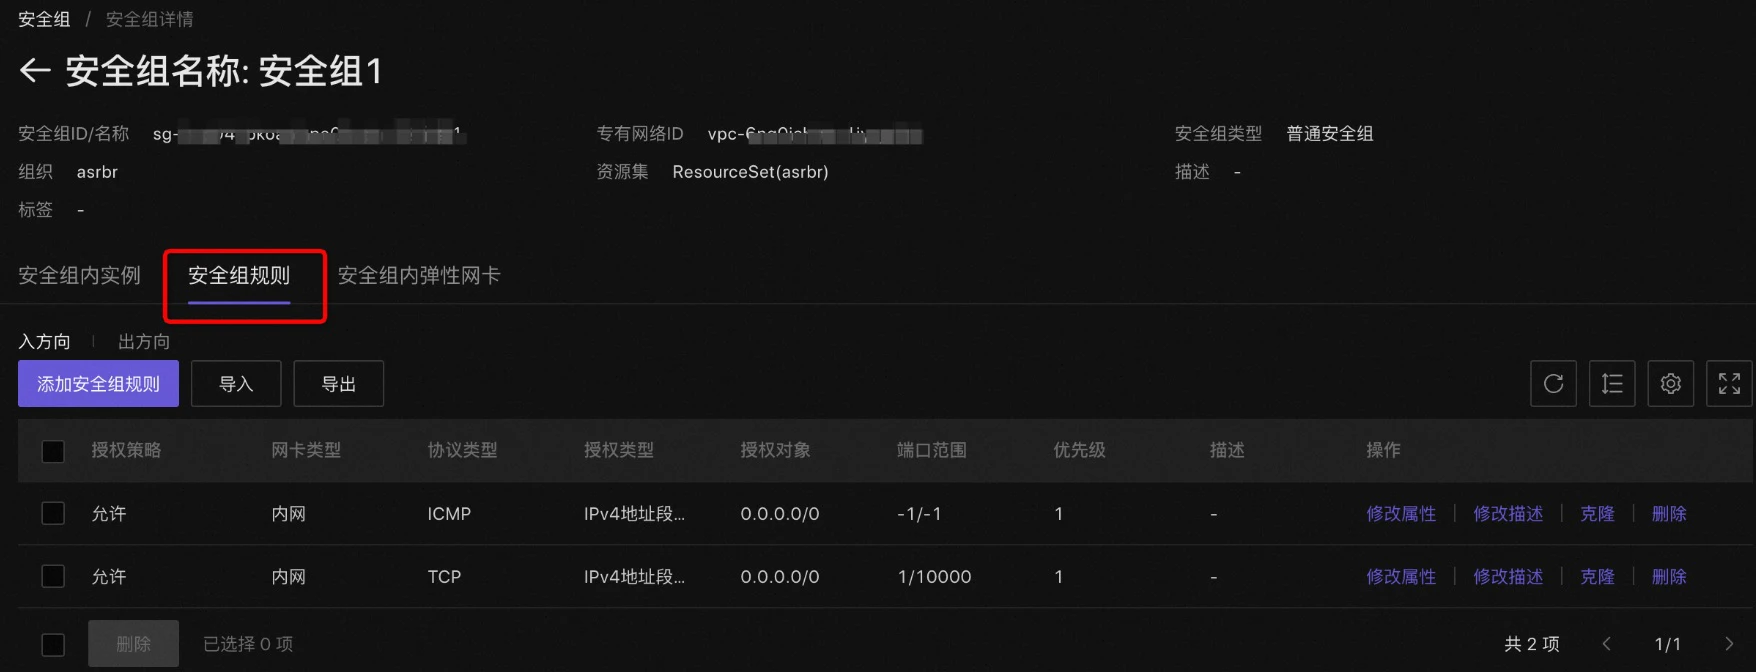 安全组 / 安全组详情
← 安全组名称: 安全组1
安全组ID/名称 sg-
专有网络ID vpc-
安全组类型 普通安全组
组织 asrbr
资源集 ResourceSet(asrbr)
描述 -
标签 -
安全组内实例 安全组规则 安全组内弹性网卡
入方向 出方向
添加安全组规则 导入 导出
授权策略 网卡类型 协议类型 授权类型 授权对象 端口范围 优先级 描述 操作
允许 内网 ICMP IPv4地址段... 0.0.0.0/0 -1/-1 1 - 修改属性 修改描述 克隆 删除
允许 内网 TCP IPv4地址段... 0.0.0.0/0 1/10000 1 - 修改属性 修改描述 克隆 删除
删除 已选择 0 项 共 2 项 1/1